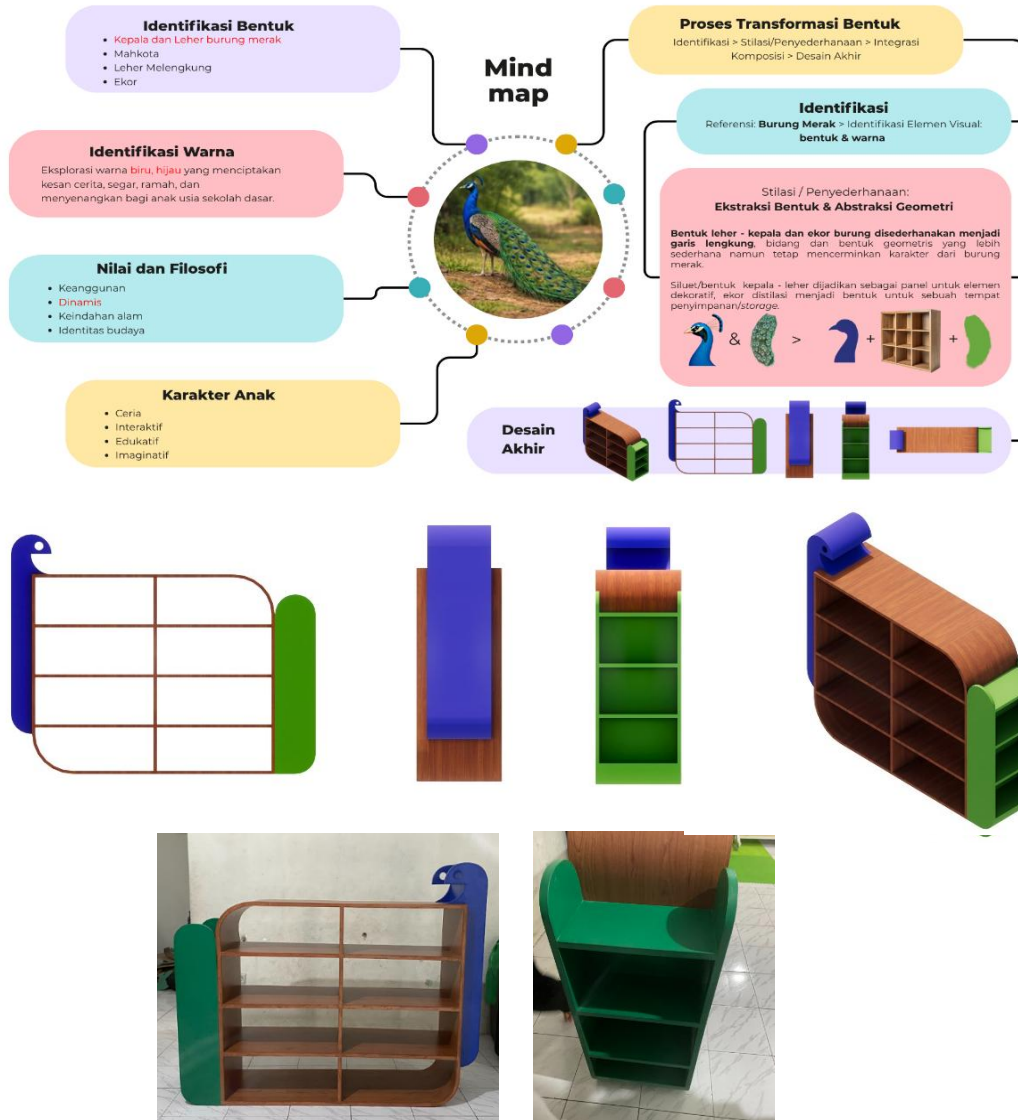 Identifikasi Bentuk
• Kepala dan Leher burung merak
• Mahkota
• Leher Melengkung
• Ekor
Mind
map
Proses Transformasi Bentuk
Identifikasi > Stilasi/Penyederhanaan > Integrasi
Komposisi > Desain Akhir
Identifikasi
Referensi: Burung Merak > Identifikasi Elemen Visual:
bentuk & warna
Identifikasi Warna
Eksplorasi warna biru, hijau yang menciptakan
kesan cerita, segar, ramah, dan
menyenangkan bagi anak usia sekolah dasar.
Stilasi / Penyederhanaan:
Ekstraksi Bentuk & Abstraksi Geometri
Bentuk leher - kepala dan ekor burung disederhanakan menjadi
garis lengkung, bidang dan bentuk geometris yang lebih
sederhana namun tetap mencerminkan karakter dari burung
merak.
Siluet/bentuk kepala - leher dijadikan sebagai panel untuk elemen
dekoratif, ekor distilasi menjadi bentuk untuk sebuah tempat
penyimpanan/storage.
& > + +
Nilai dan Filosofi
• Keanggunan
• Dinamis
• Keindahan alam
• Identitas budaya
Karakter Anak
• Ceria
• Interaktif
• Edukatif
• Imaginatif
Desain
Akhir